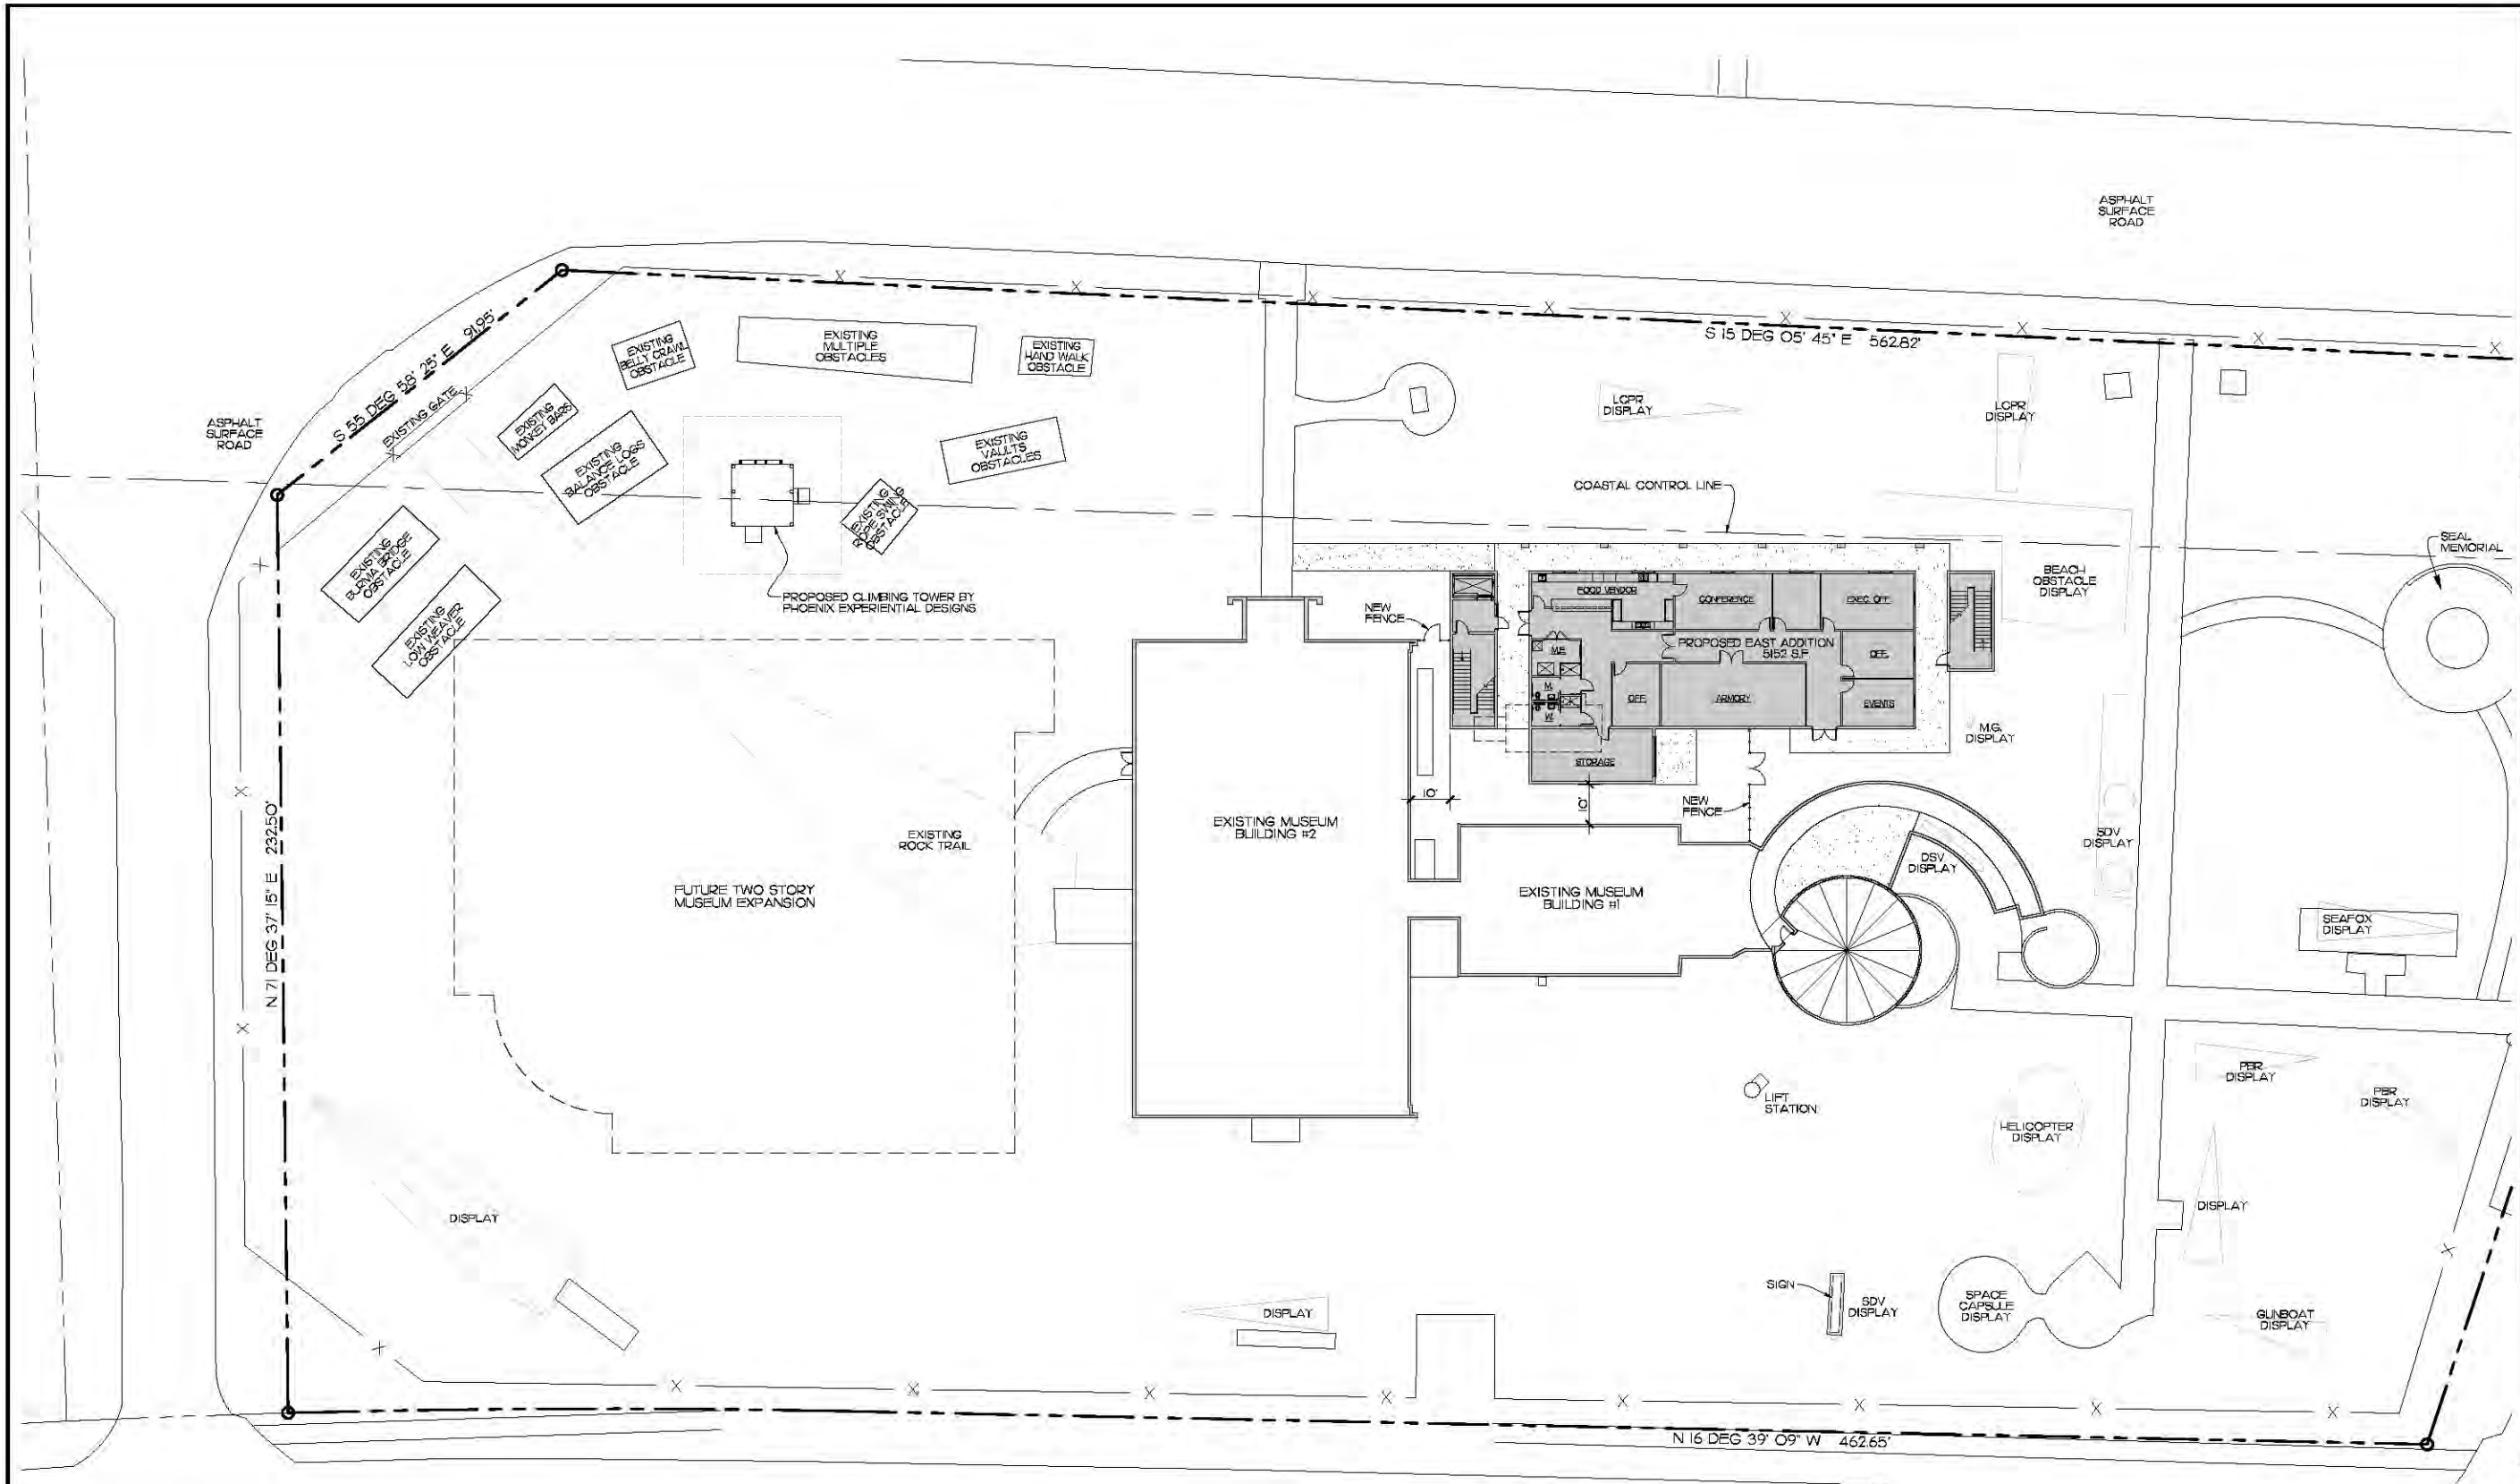 ASPHALT
SURFACE
ROAD
S 55 DEG 58' 25" E 91.95'
EXISTING GATE
ASPHALT
SURFACE
ROAD
S 15 DEG 05' 45" E 562.82'
EXISTING
BELLY CRAWL
OBSTACLE
EXISTING
MULTIPLE
OBSTACLES
EXISTING
HAND WALK
OBSTACLE
EXISTING
MONKEY BARS
EXISTING
BALANCE LOGS
OBSTACLE
EXISTING
VAULTS
OBSTACLES
EXISTING
ROPE SWING
OBSTACLE
EXISTING
BURMA BRIDGE
OBSTACLE
EXISTING
LOW WEAVER
OBSTACLE
PROPOSED CLIMBING TOWER BY
PHOENIX EXPERIENTIAL DESIGNS
LCPR
DISPLAY
LCPR
DISPLAY
COASTAL CONTROL LINE
SEAL
MEMORIAL
BEACH
OBSTACLE
DISPLAY
NEW
FENCE
FOOD VENDOR
CONFERENCE
EXEC. OFF.
PROPOSED EAST ADDITION
5152 S.F.
M.E.
OFF.
M.
W.
OFF.
ARMORY
EVENTS
STORAGE
M.G.
DISPLAY
10'
10'
NEW
FENCE
N 71 DEG 37' 15" E 232.50'
EXISTING
ROCK TRAIL
EXISTING MUSEUM
BUILDING #2
FUTURE TWO STORY
MUSEUM EXPANSION
EXISTING MUSEUM
BUILDING #1
DSV
DISPLAY
SDV
DISPLAY
SEAFOX
DISPLAY
LIFT
STATION
HELICOPTER
DISPLAY
PBR
DISPLAY
PBR
DISPLAY
DISPLAY
DISPLAY
DISPLAY
SIGN
SDV
DISPLAY
SPACE
CAPSULE
DISPLAY
GUNBOAT
DISPLAY
N 16 DEG 39' 09" W 462.65'